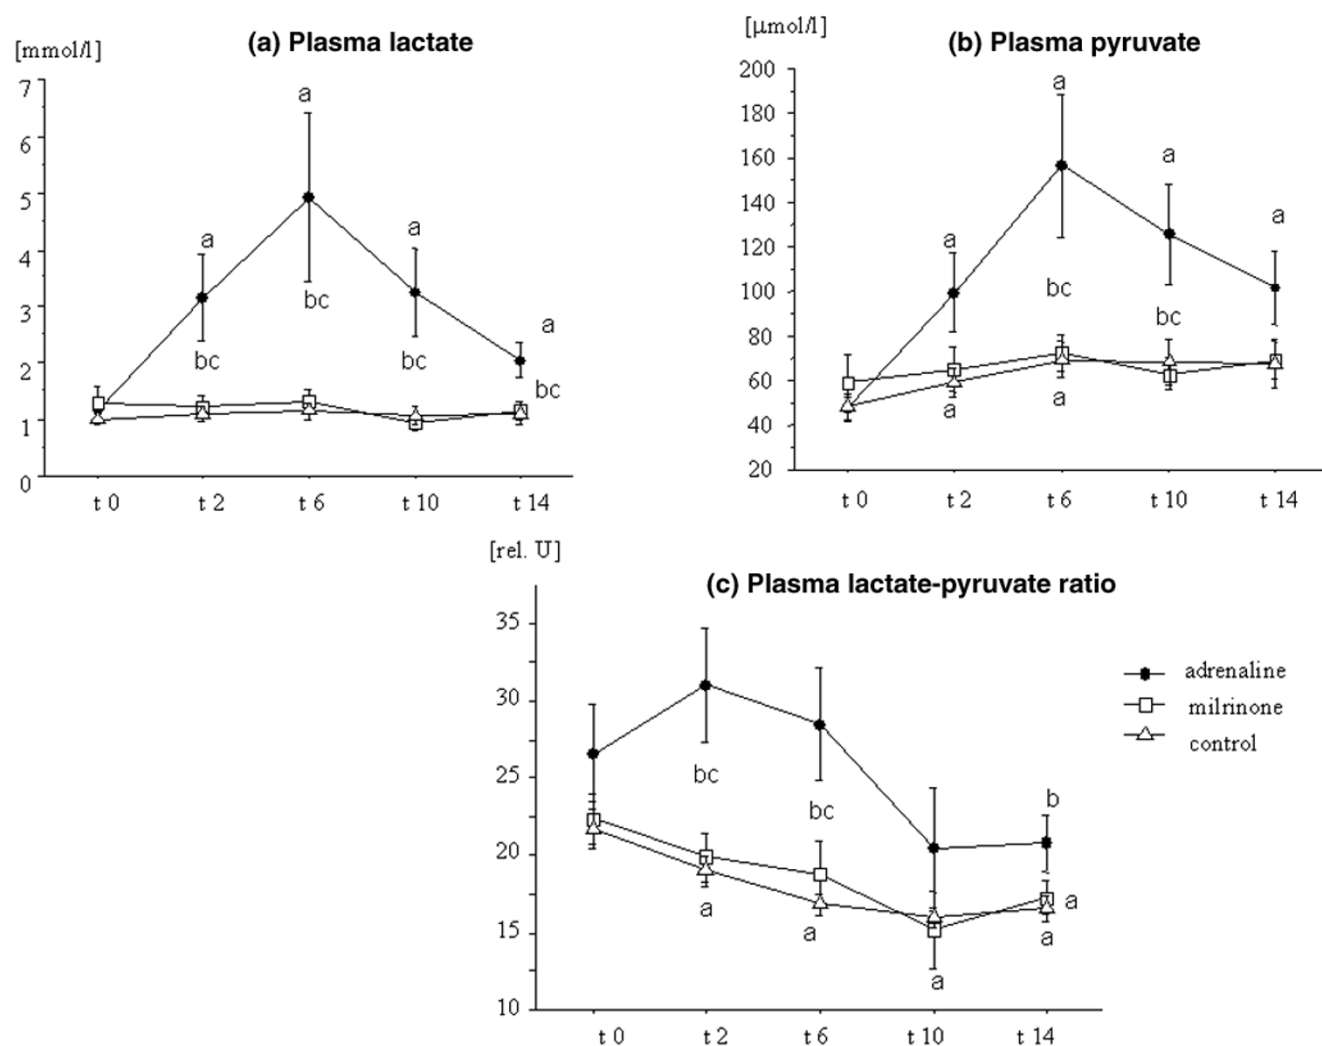 (a) Plasma lactate
[mmol/l]
7
6
5
4
3
2
1
0
a
a
a
a
bc
bc
bc
bc
t 0 t 2 t 6 t 10 t 14
(b) Plasma pyruvate
[µmol/l]
200
180
160
140
120
100
80
60
40
20
a
a
a
a
bc
bc
a
a
t 0 t 2 t 6 t 10 t 14
(c) Plasma lactate-pyruvate ratio
[rel. U]
35
30
25
20
15
10
bc
bc
b
a
a
a
a
a
t 0 t 2 t 6 t 10 t 14
adrenaline
milrinone
control